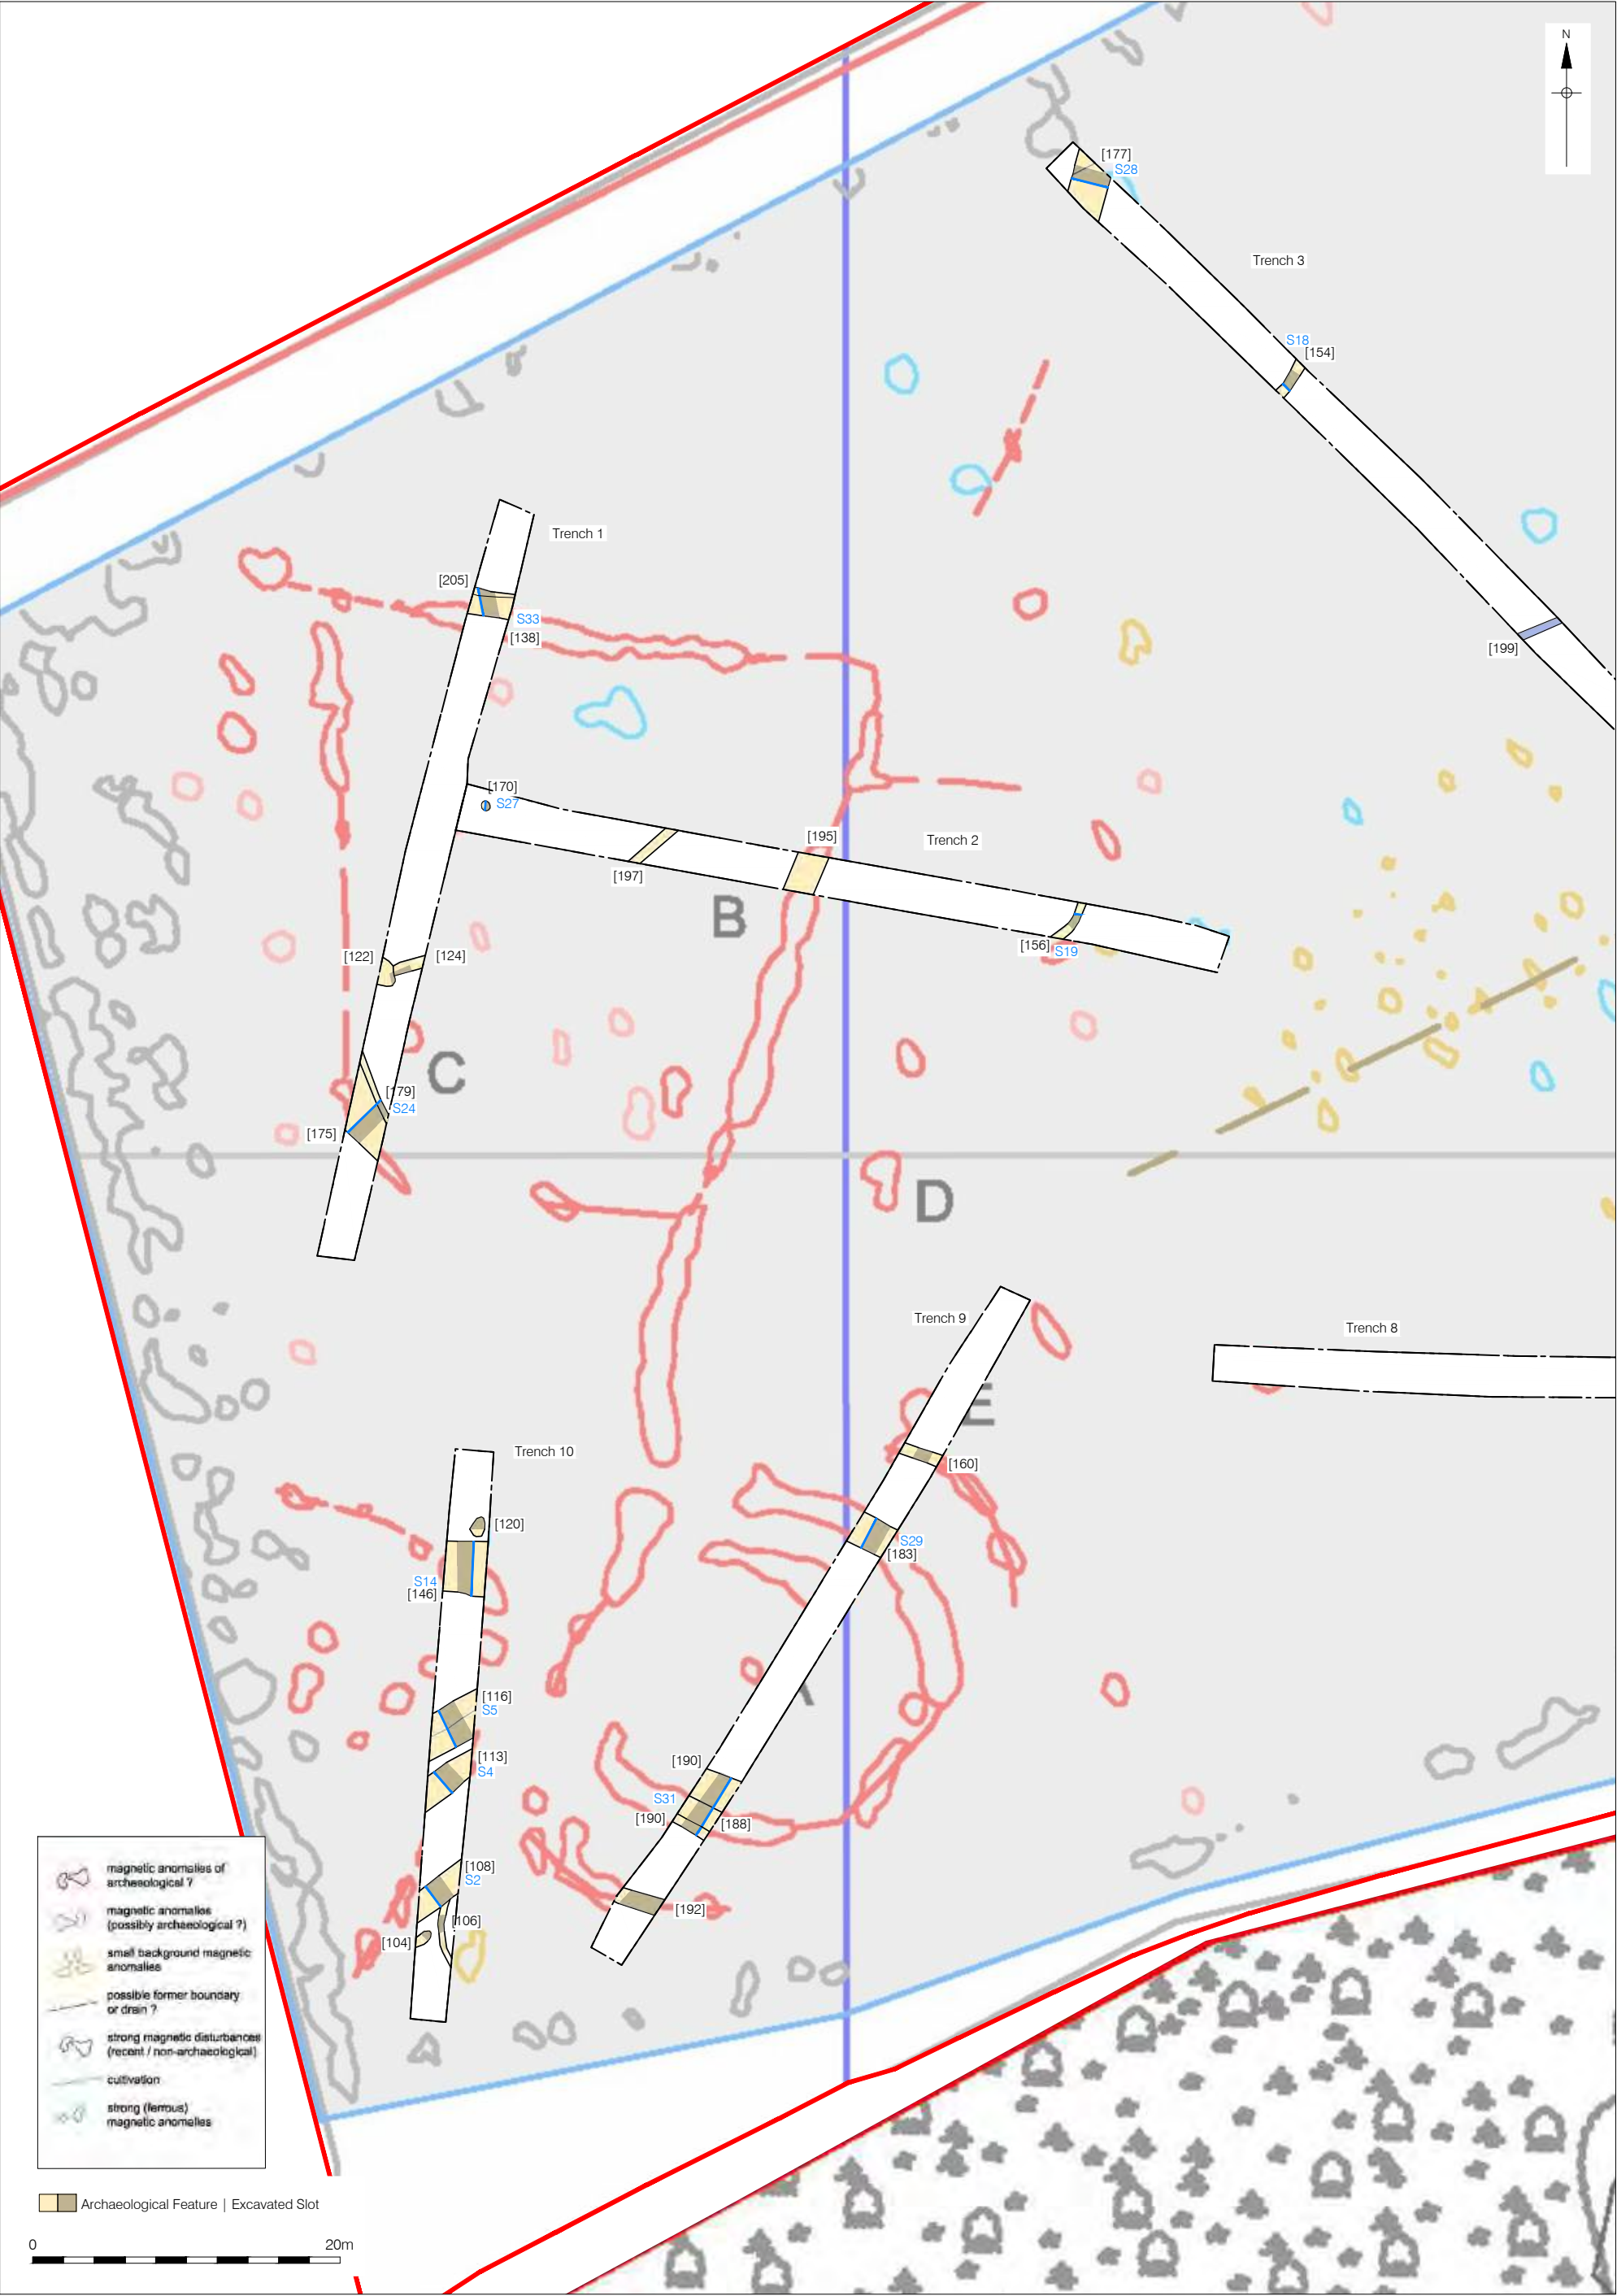 N
[177]
S28
Trench 3
S18
[154]
Trench 1
[205]
S33
[138]
[199]
[170]
S27
[195]
Trench 2
[197]
B
[156]
S19
[122]
[124]
C
[179]
S24
[175]
D
Trench 9
Trench 8
E
Trench 10
[160]
[120]
S29
[183]
S14
[146]
[116]
S5
[113]
S4
[190]
S31
[190]
[188]
[108]
S2
[106]
[104]
[192]
magnetic anomalies of
archaeological ?
magnetic anomalies
(possibly archaeological ?)
small background magnetic
anomalies
possible former boundary
or drain ?
strong magnetic disturbances
(recent / non-archaeological)
cultivation
strong (ferrous)
magnetic anomalies
Archaeological Feature | Excavated Slot
0 20m